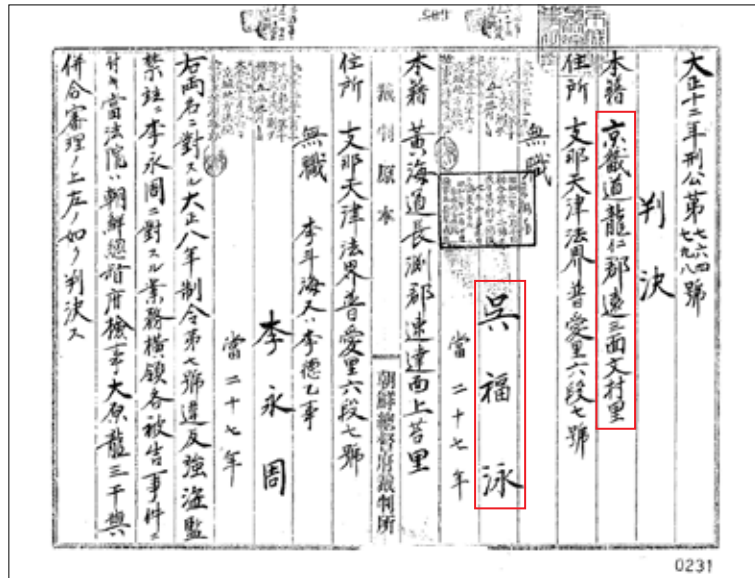 大正十二年刑公第七六四號
七九八
判決
本籍 京畿道龍仁郡遠三面文村里
住所 支那天津法界普愛里六段七號
無職
吳福泳
當二十七年
本籍 黃海道長淵郡速達面上苔里
裁判原本
朝鮮總督府裁判所
住所 支那天津法界普愛里六段七號
無職 李斗海又ハ李德乙事
李永周
當二十七年
右両名ニ對スル大正八年制令第七號違反強盜監
禁竝ニ李永周ニ對スル業務橫領各被告事件ニ
付キ當法院ハ朝鮮總督府檢事大原龍三干與
併合審理ノ上左ノ如ク判決ス
0231